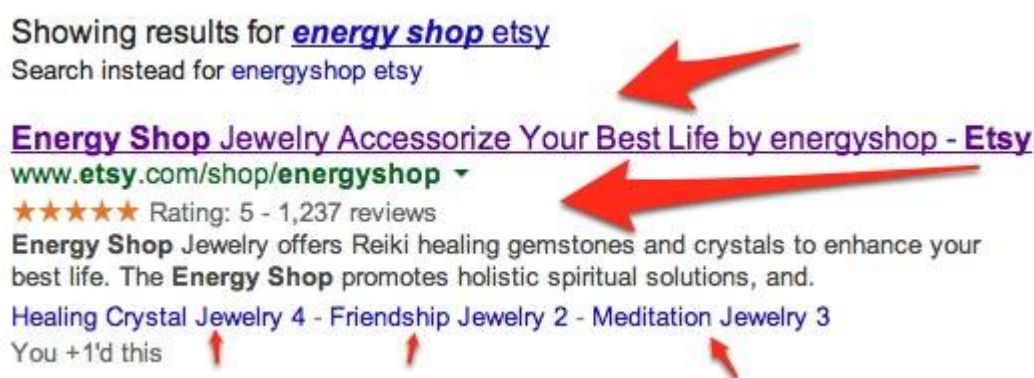 Showing results for energy shop etsy
Search instead for energyshop etsy
Energy Shop Jewelry Accessorize Your Best Life by energyshop - Etsy
www.etsy.com/shop/energyshop
Rating: 5 - 1,237 reviews
Energy Shop Jewelry offers Reiki healing gemstones and crystals to enhance your
best life. The Energy Shop promotes holistic spiritual solutions, and.
Healing Crystal Jewelry 4 - Friendship Jewelry 2 - Meditation Jewelry 3
You +1'd this